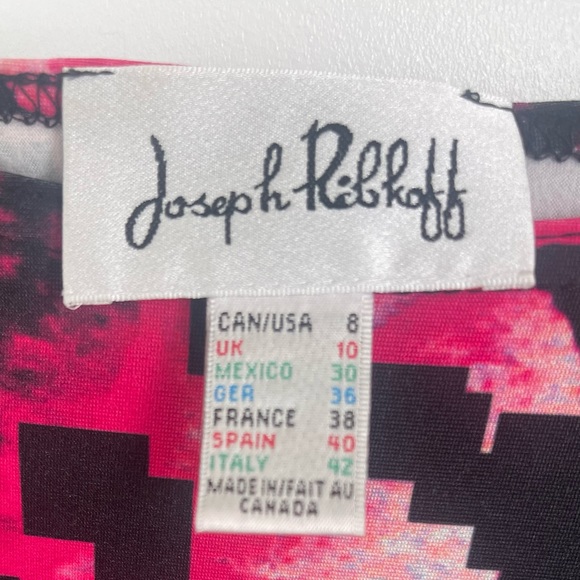 Joseph Ribkoff
CAN/USA 8
UK 10
MEXICO 30
GER 36
FRANCE 38
SPAIN 40
ITALY 42
MADE IN/FAIT AU
CANADA